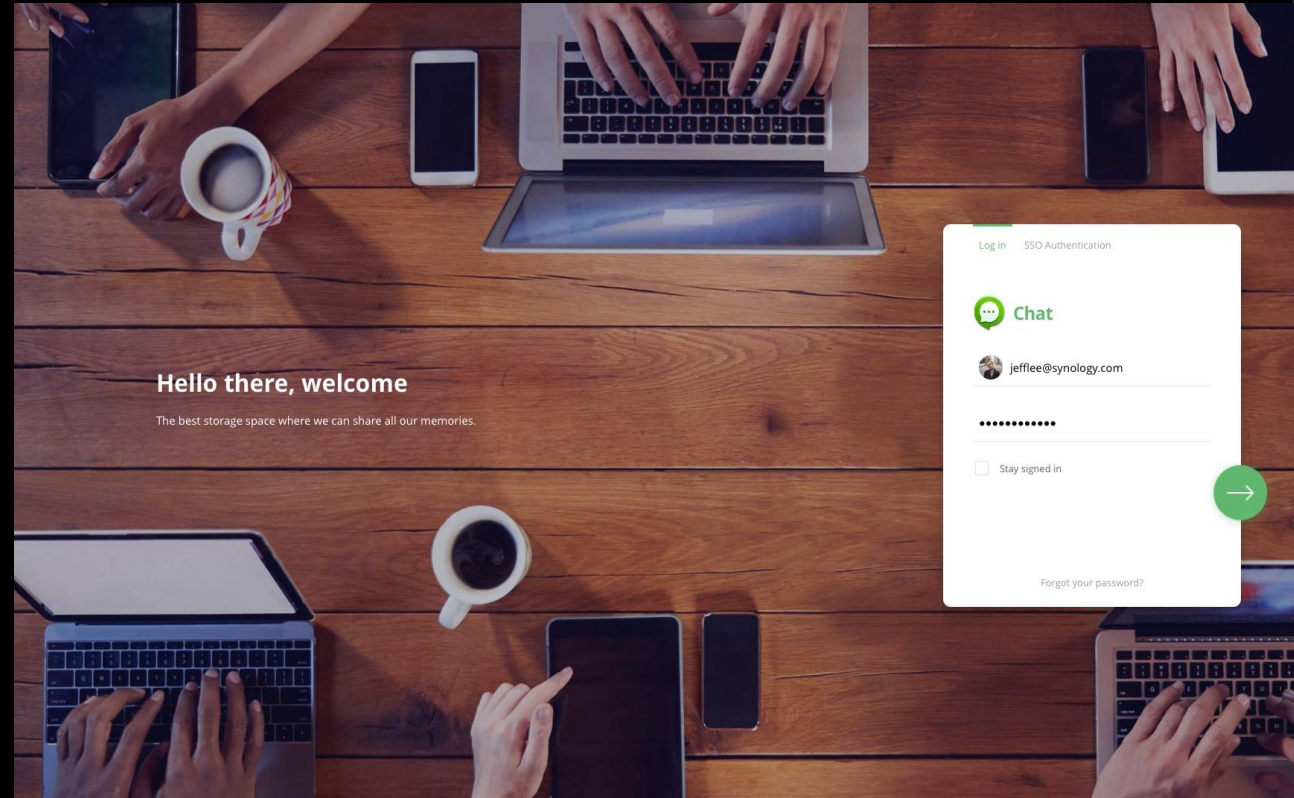 Hello there, welcome
The best storage space where we can share all our memories.
Log in SSO Authentication
Chat
jefflee@synology.com
••••••••••••
Stay signed in
Forgot your password?